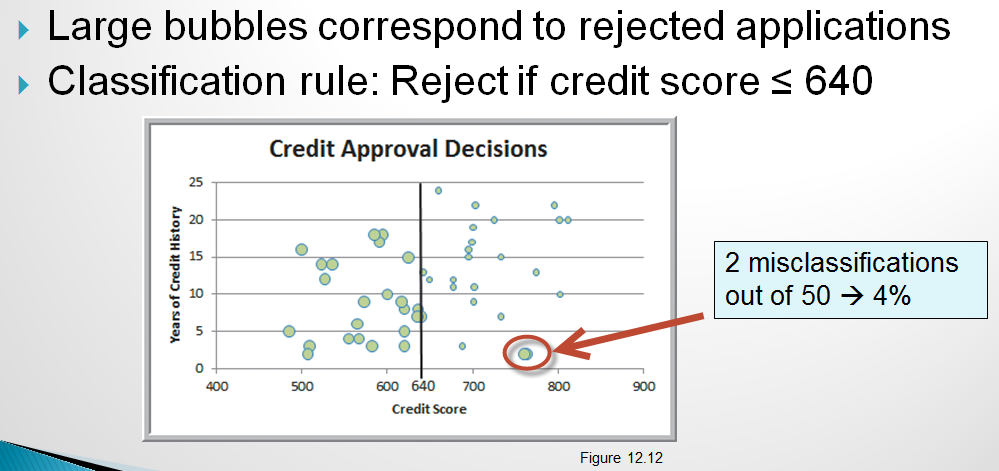 Large bubbles correspond to rejected applications
Classification rule: Reject if credit score ≤ 640
Credit Approval Decisions
Years of Credit History
25
20
15
10
5
0
400 500 600 640 700 800 900
Credit Score
2 misclassifications
out of 50 → 4%
Figure 12.12